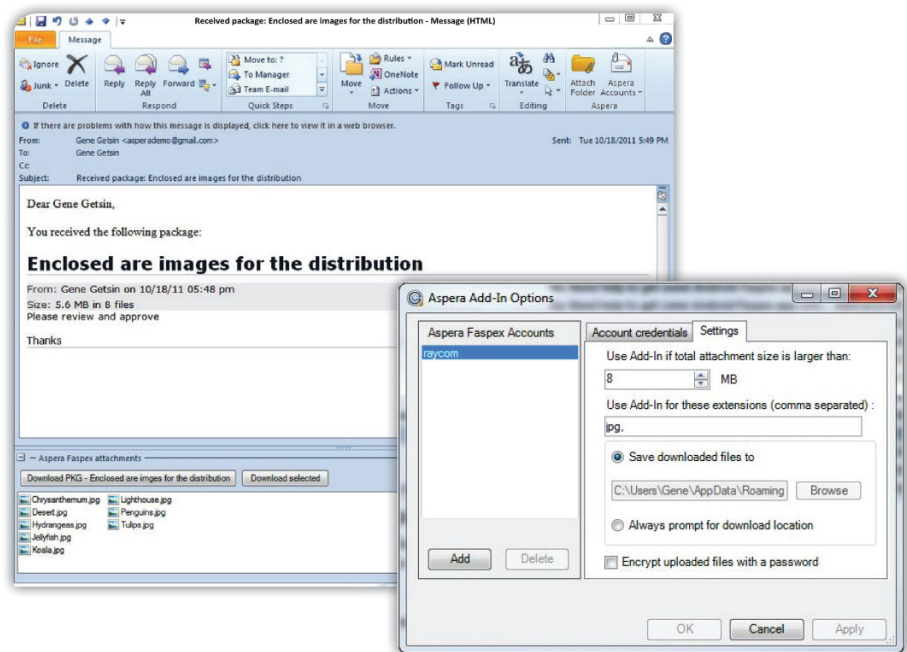 Received package: Enclosed are images for the distribution - Message (HTML)
File Message
Ignore
Junk
Delete
Reply
Reply All
Forward
Move to: ?
To Manager
Team E-mail
Move
Rules
OneNote
Actions
Mark Unread
Follow Up
Translate
Attach Folder
Aspera Accounts
Delete Respond Quick Steps Move Tags Editing Aspera
If there are problems with how this message is displayed, click here to view it in a web browser.
From: Gene Getsin <asperademo@gmail.com> Sent: Tue 10/18/2011 5:49 PM
To: Gene Getsin
Cc
Subject: Received package: Enclosed are images for the distribution
Dear Gene Getsin,
You received the following package:
Enclosed are images for the distribution
From: Gene Getsin on 10/18/11 05:48 pm
Size: 5.6 MB in 8 files
Please review and approve
Thanks
Aspera Faspex attachments
Download PKG - Enclosed are imges for the distribution Download selected
Chrysanthemum.jpg Lighthouse.jpg
Desert.jpg Penguins.jpg
Hydrangeas.jpg Tulips.jpg
Jellyfish.jpg
Koala.jpg
Aspera Add-In Options
Aspera Faspex Accounts
raycom
Add Delete
Account credentials Settings
Use Add-In if total attachment size is larger than:
8 MB
Use Add-In for these extensions (comma separated) :
jpg,
Save downloaded files to
C:\Users\Gene\AppData\Roaming Browse
Always prompt for download location
Encrypt uploaded files with a password
OK Cancel Apply